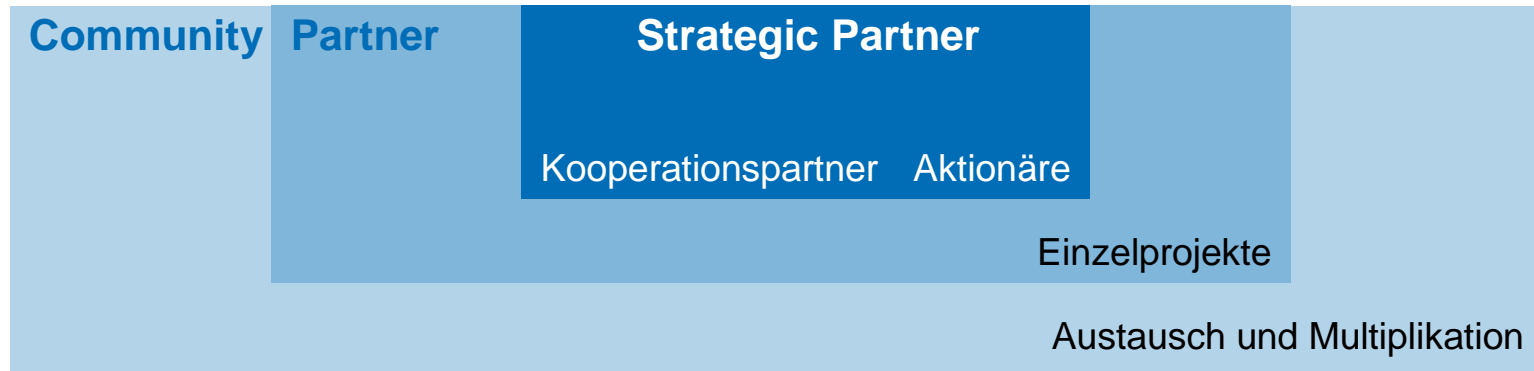 Community Partner Strategic Partner
Kooperationspartner Aktionäre
Einzelprojekte
Austausch und Multiplikation